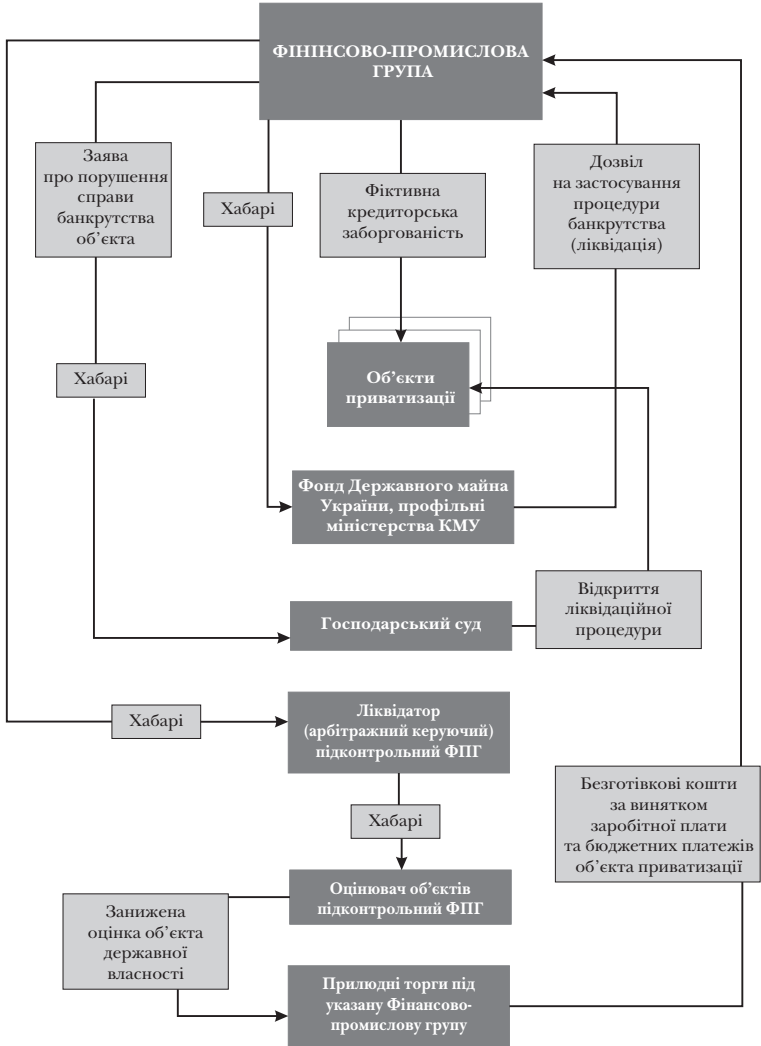 ФІНІНСОВО-ПРОМИСЛОВА
ГРУПА
Заява
про порушення
справи
банкрутства
об’єкта
Хабарі
Фіктивна
кредиторська
заборгованість
Дозвіл
на застосування
процедури
банкрутства
(ліквідація)
Хабарі
Об’єкти
приватизації
Фонд Державного майна
України, профільні
міністерства КМУ
Господарський суд
Відкриття
ліквідаційної
процедури
Хабарі
Ліквідатор
(арбітражний керуючий)
підконтрольний ФПГ
Хабарі
Безготівкові кошти
за винятком
заробітної плати
та бюджетних платежів
об’єкта приватизації
Оцінювач об’єктів
підконтрольний ФПГ
Занижена
оцінка об’єкта
державної
власності
Прилюдні торги під
указану Фінансово-
промислову групу